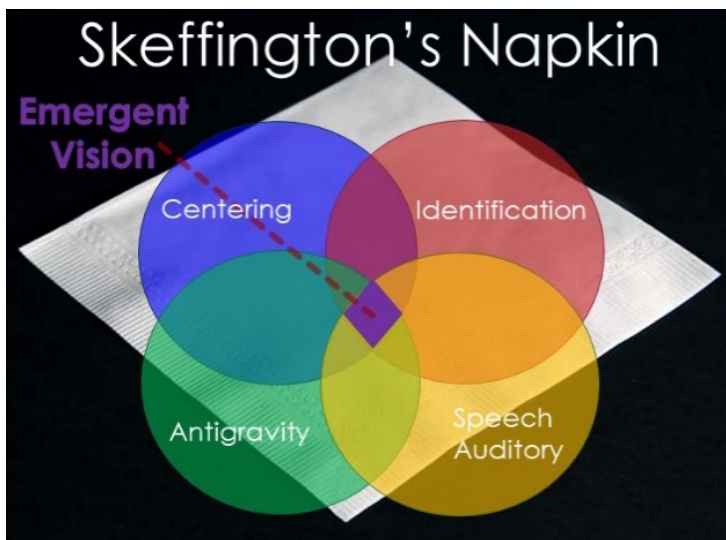 Skeffington's Napkin
Emergent
Vision
Centering
Identification
Antigravity
Speech
Auditory